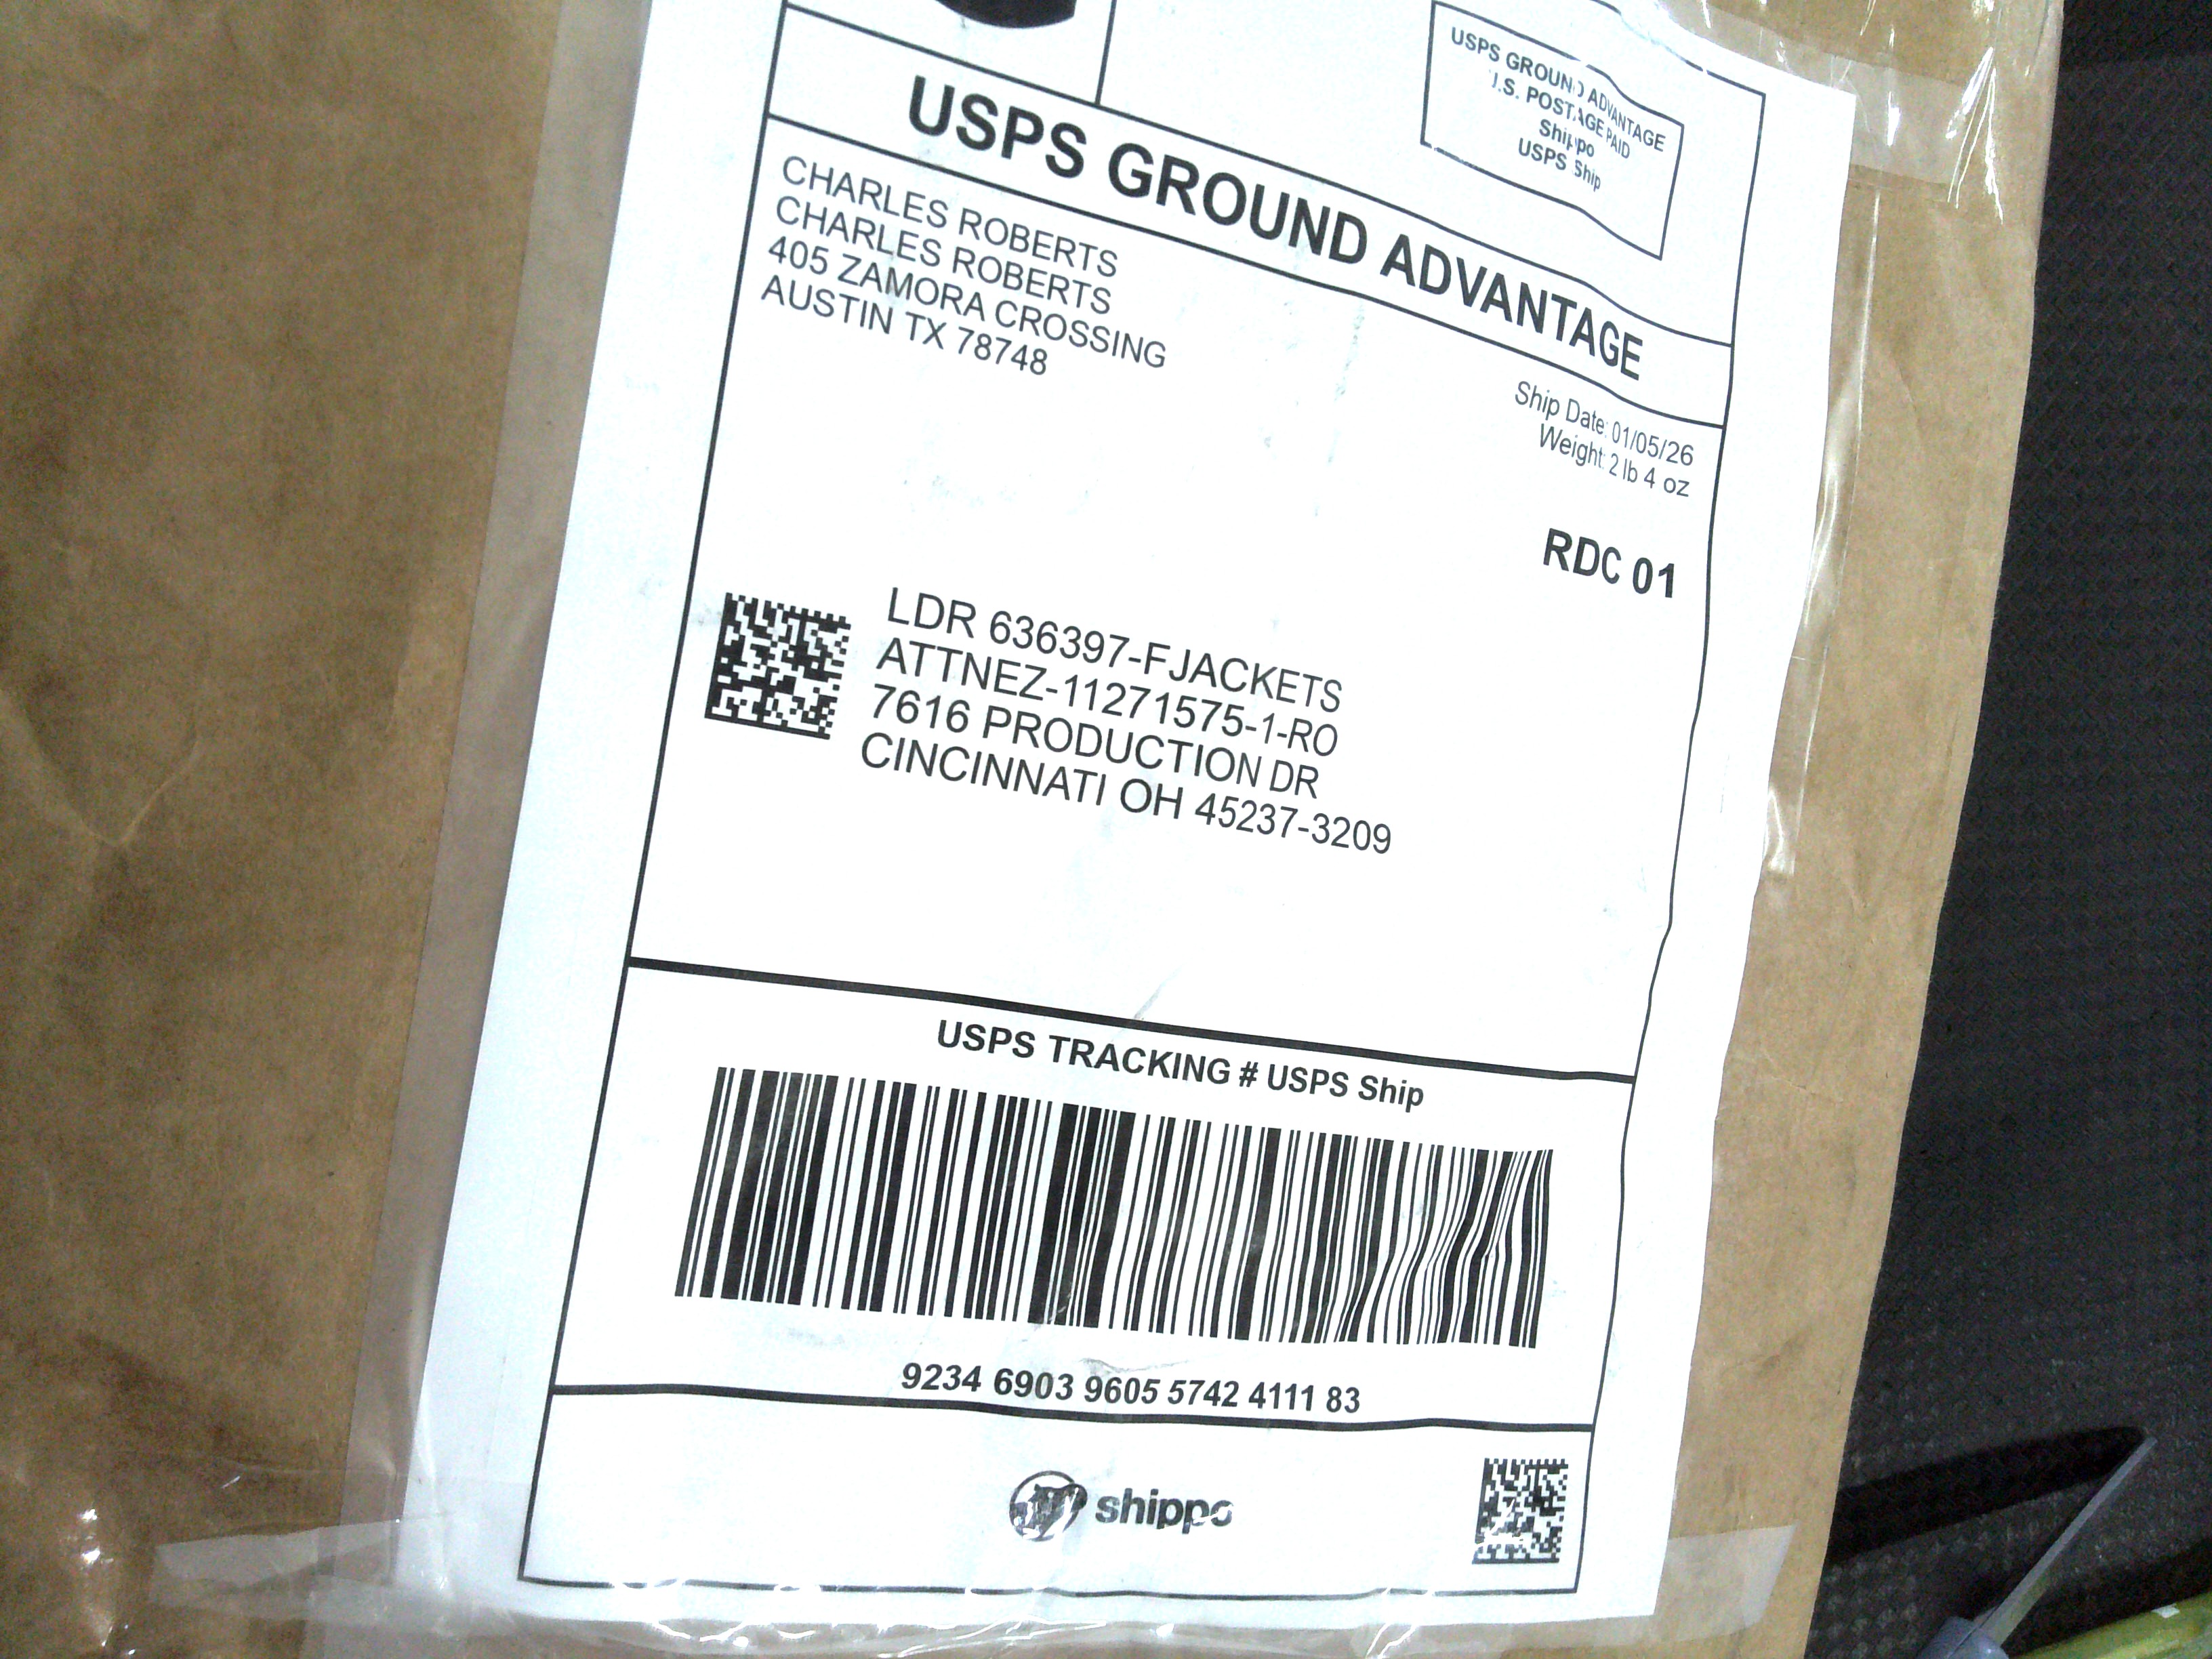 USPS GROUND ADVANTAGE
U.S. POSTAGE PAID
Shippo
USPS Ship
USPS GROUND ADVANTAGE
CHARLES ROBERTS
CHARLES ROBERTS
405 ZAMORA CROSSING
AUSTIN TX 78748
Ship Date: 01/05/26
Weight: 2 lb 4 oz
RDC 01
LDR 636397-FJACKETS
ATTNEZ-11271575-1-RO
7616 PRODUCTION DR
CINCINNATI OH 45237-3209
USPS TRACKING # USPS Ship
9234 6903 9605 5742 4111 83
shippo